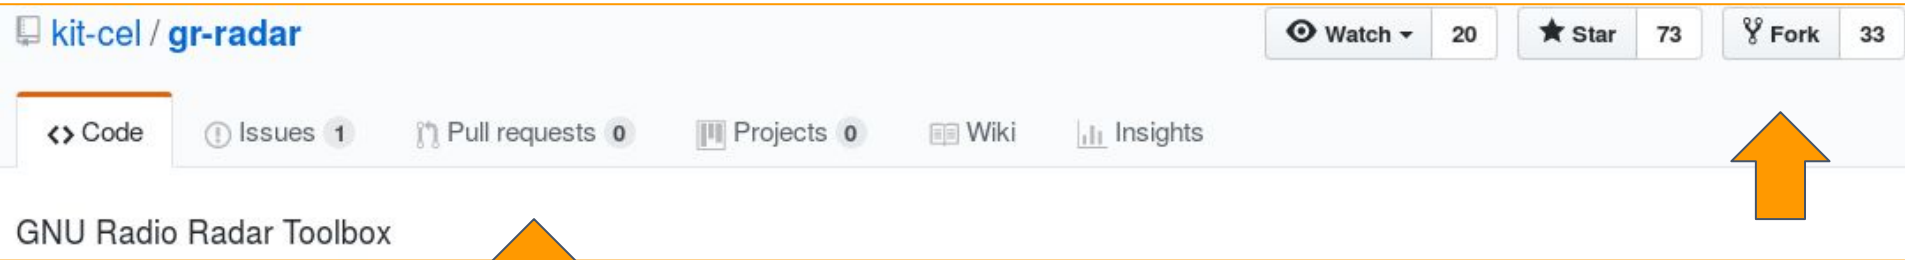 kit-cel / gr-radar Watch 20 Star 73 Fork 33
Code Issues 1 Pull requests 0 Projects 0 Wiki Insights
GNU Radio Radar Toolbox